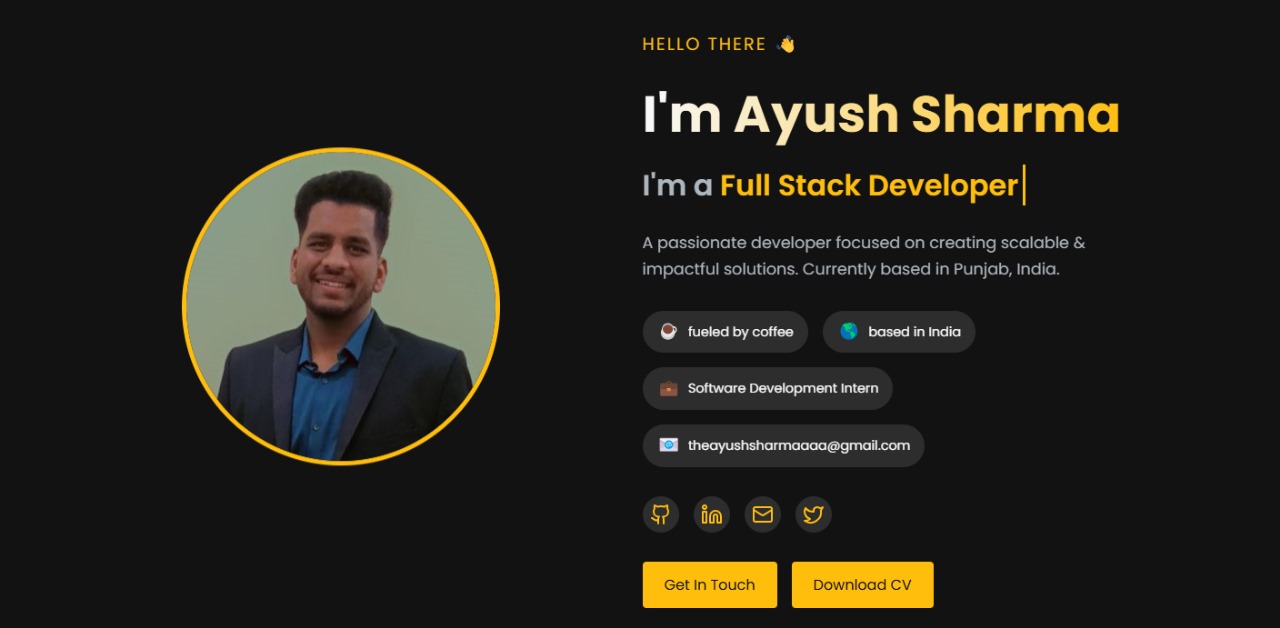 HELLO THERE 👋
I'm Ayush Sharma
I'm a Full Stack Developer
A passionate developer focused on creating scalable &
impactful solutions. Currently based in Punjab, India.
fueled by coffee
based in India
Software Development Intern
theayushsharmaaaa@gmail.com
Get In Touch
Download CV